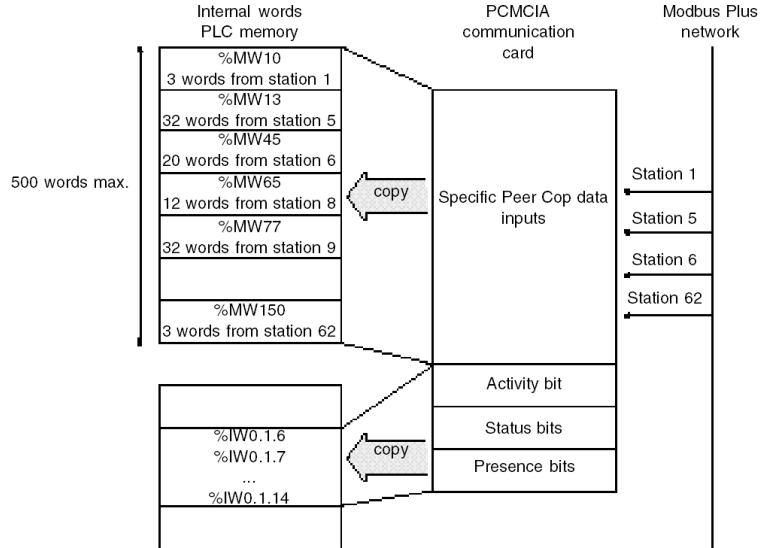 Internal words
PLC memory
PCMCIA
communication
card
Modbus Plus
network
%MW10
3 words from station 1
%MW13
32 words from station 5
%MW45
20 words from station 6
%MW65
12 words from station 8
%MW77
32 words from station 9
%MW150
3 words from station 62
500 words max.
copy
Specific Peer Cop data
inputs
Station 1
Station 5
Station 6
Station 62
Activity bit
Status bits
Presence bits
%IW0.1.6
%IW0.1.7
...
%IW0.1.14
copy